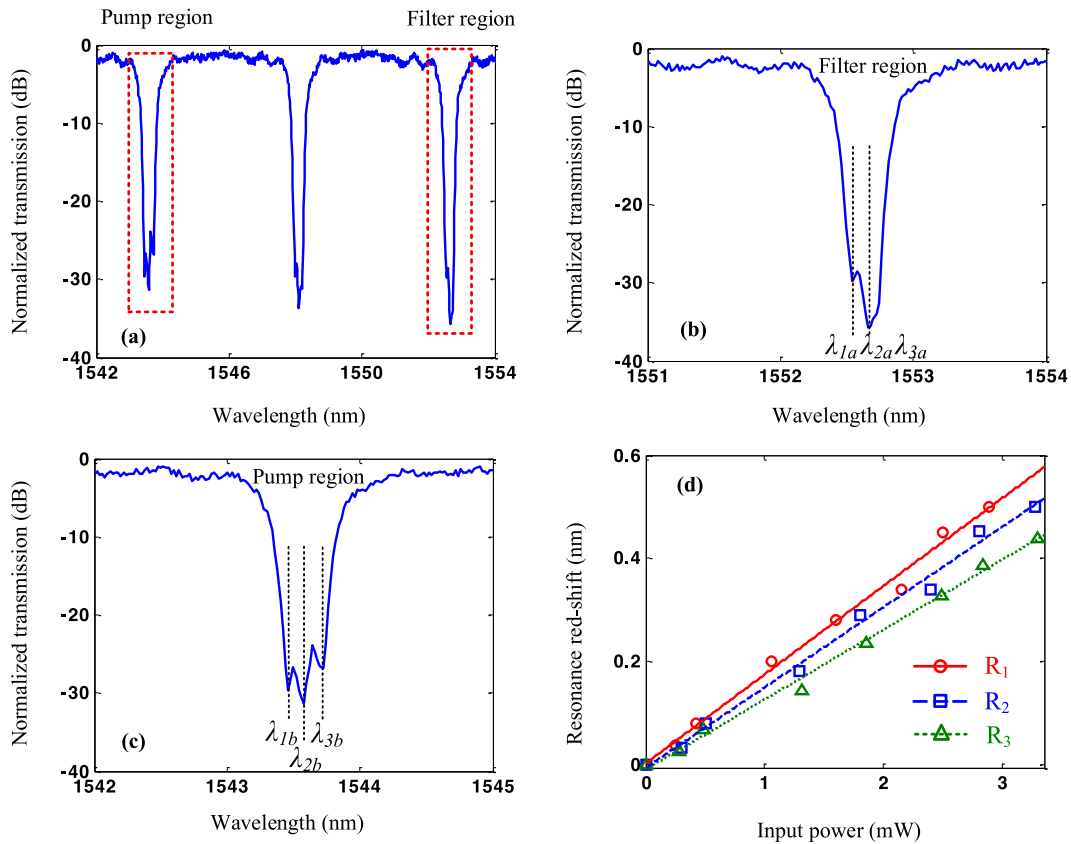 Pump region
Filter region
Normalized transmission (dB)
0
-10
-20
-30
-40
(a)
1542
1546
1550
1554
Wavelength (nm)
Normalized transmission (dB)
0
-10
-20
-30
-40
Filter region
(b)
λ1a λ2a λ3a
1551
1552
1553
1554
Wavelength (nm)
Normalized transmission (dB)
0
-10
-20
-30
-40
Pump region
(c)
λ1b
λ2b
λ3b
1542
1543
1544
1545
Wavelength (nm)
Resonance red-shift (nm)
0.6
0.4
0.2
0
(d)
R1
R2
R3
0
1
2
3
Input power (mW)